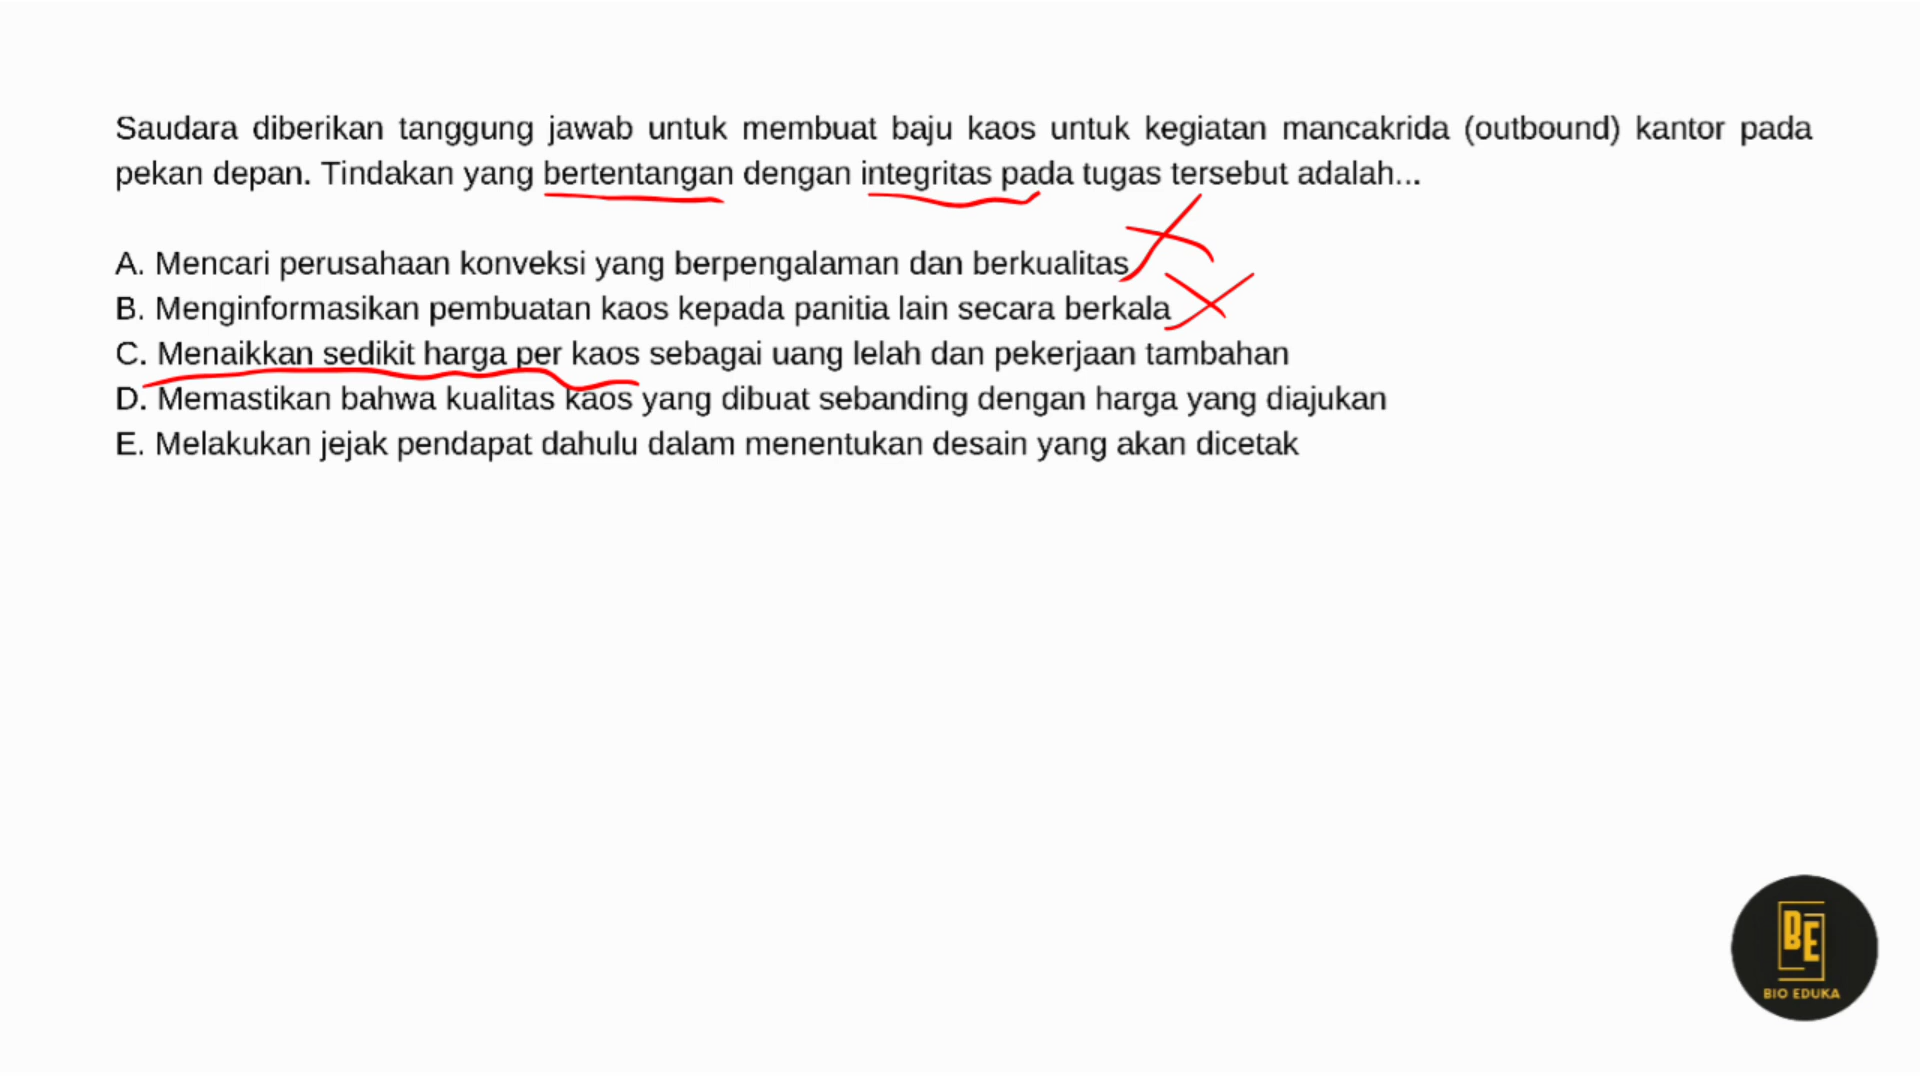 Saudara diberikan tanggung jawab untuk membuat baju kaos untuk kegiatan mancakrida (outbound) kantor pada
pekan depan. Tindakan yang bertentangan dengan integritas pada tugas tersebut adalah...
A. Mencari perusahaan konveksi yang berpengalaman dan berkualitas
B. Menginformasikan pembuatan kaos kepada panitia lain secara berkala
C. Menaikkan sedikit harga per kaos sebagai uang lelah dan pekerjaan tambahan
D. Memastikan bahwa kualitas kaos yang dibuat sebanding dengan harga yang diajukan
E. Melakukan jejak pendapat dahulu dalam menentukan desain yang akan dicetak
BE
BIO EDUKA